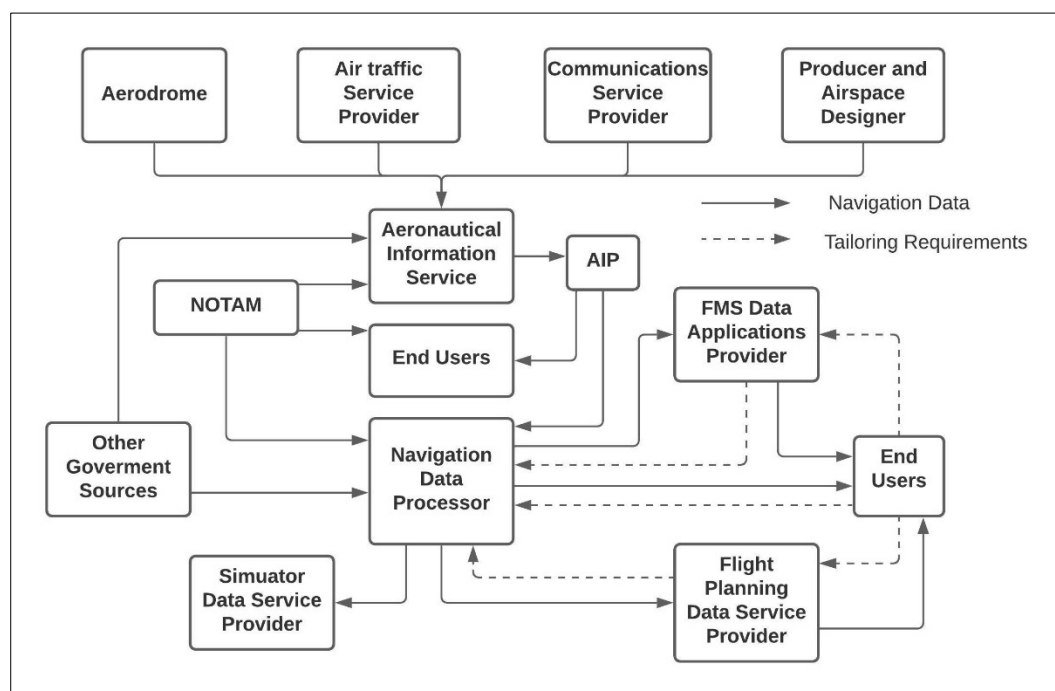 Aerodrome
Air traffic
Service
Provider
Communications
Service
Provider
Producer and
Airspace
Designer
Navigation Data
Tailoring Requirements
Aeronautical
Information
Service
AIP
NOTAM
End Users
FMS Data
Applications
Provider
Other
Goverment
Sources
Navigation
Data
Processor
End
Users
Simuator
Data Service
Provider
Flight
Planning
Data Service
Provider